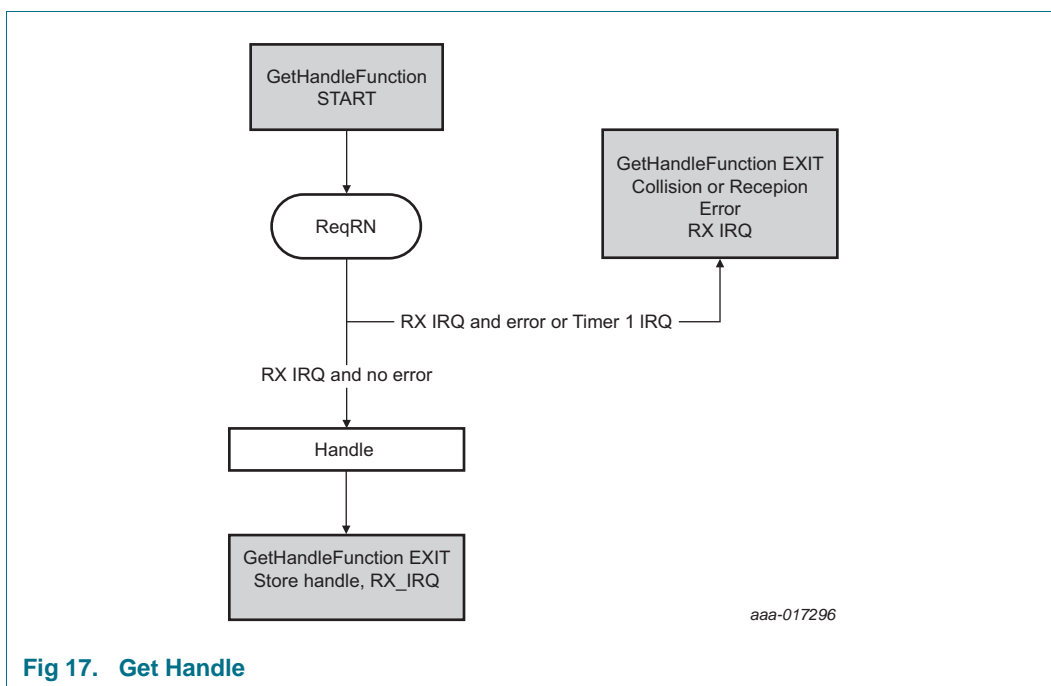 GetHandleFunction
START
GetHandleFunction EXIT
Collision or Recepion
Error
RX IRQ
ReqRN
RX IRQ and error or Timer 1 IRQ
RX IRQ and no error
Handle
GetHandleFunction EXIT
Store handle, RX_IRQ
aaa-017296
Fig 17. Get Handle